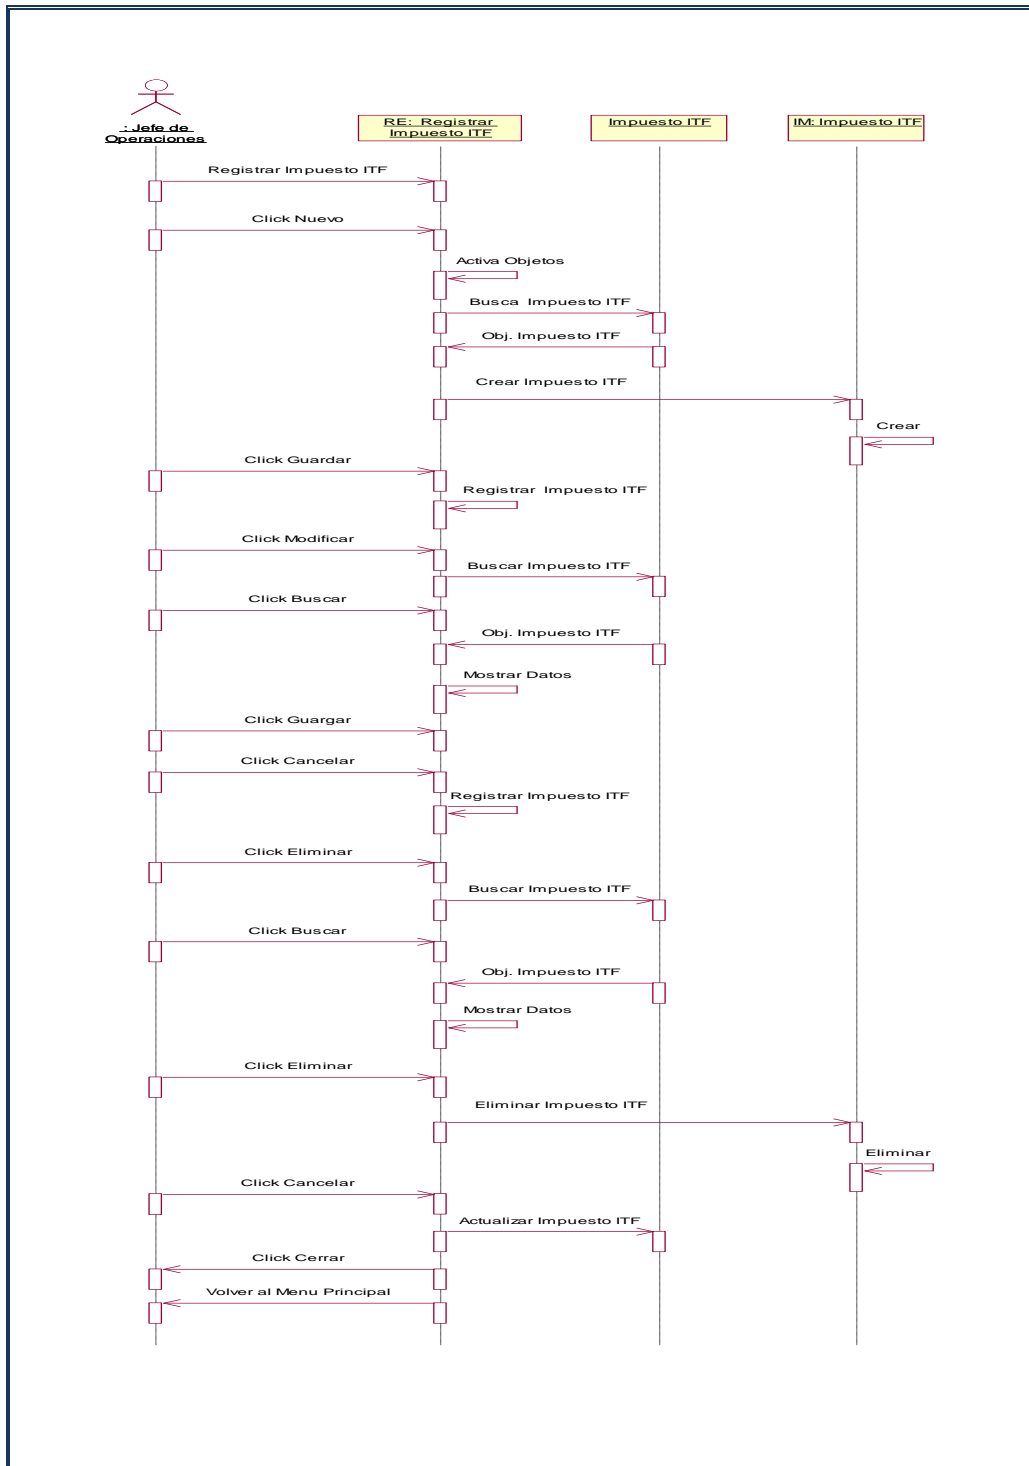 : Jefe de
Operaciones
RE: Registrar
Impuesto ITF
Impuesto ITF
IM: Impuesto ITF
Registrar Impuesto ITF
Click Nuevo
Activa Objetos
Busca Impuesto ITF
Obj. Impuesto ITF
Crear Impuesto ITF
Crear
Click Guardar
Registrar Impuesto ITF
Click Modificar
Buscar Impuesto ITF
Click Buscar
Obj. Impuesto ITF
Mostrar Datos
Click Guargar
Click Cancelar
Registrar Impuesto ITF
Click Eliminar
Buscar Impuesto ITF
Click Buscar
Obj. Impuesto ITF
Mostrar Datos
Click Eliminar
Eliminar Impuesto ITF
Eliminar
Click Cancelar
Actualizar Impuesto ITF
Click Cerrar
Volver al Menu Principal